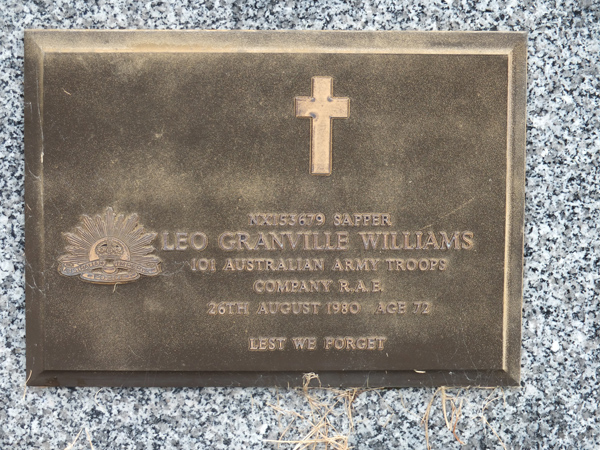 NX153679 SAPPER
LEO GRANVILLE WILLIAMS
101 AUSTRALIAN ARMY TROOPS
COMPANY R.A.E.
26TH AUGUST 1980 AGE 72
LEST WE FORGET